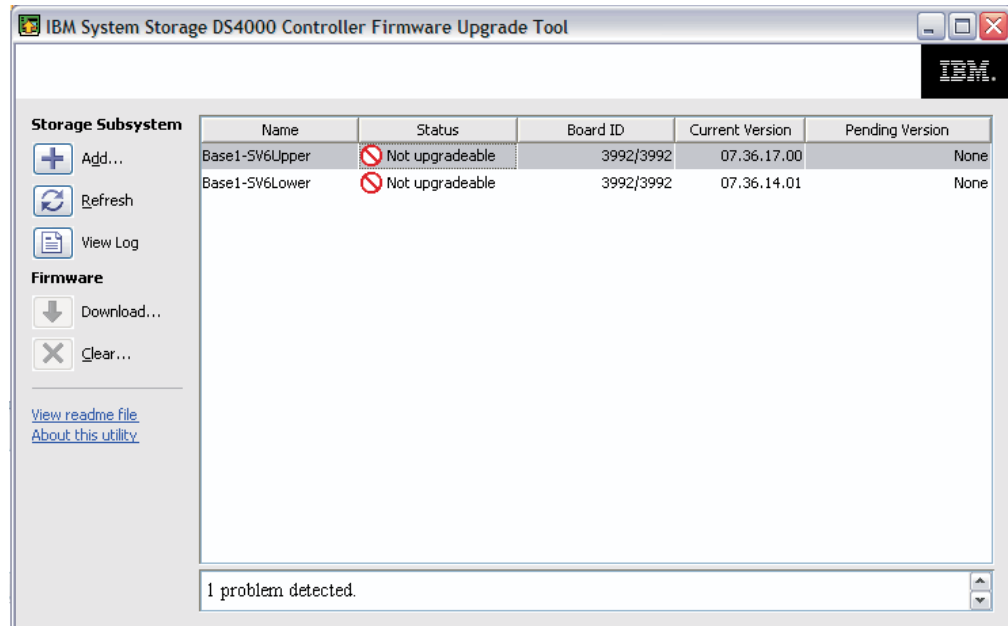 IBM System Storage DS4000 Controller Firmware Upgrade Tool
IBM.
Storage Subsystem
Add...
Refresh
View Log
Firmware
Download...
Clear...
View readme file
About this utility
Name Status Board ID Current Version Pending Version
Base1-SV6Upper Not upgradeable 3992/3992 07.36.17.00 None
Base1-SV6Lower Not upgradeable 3992/3992 07.36.14.01 None
1 problem detected.